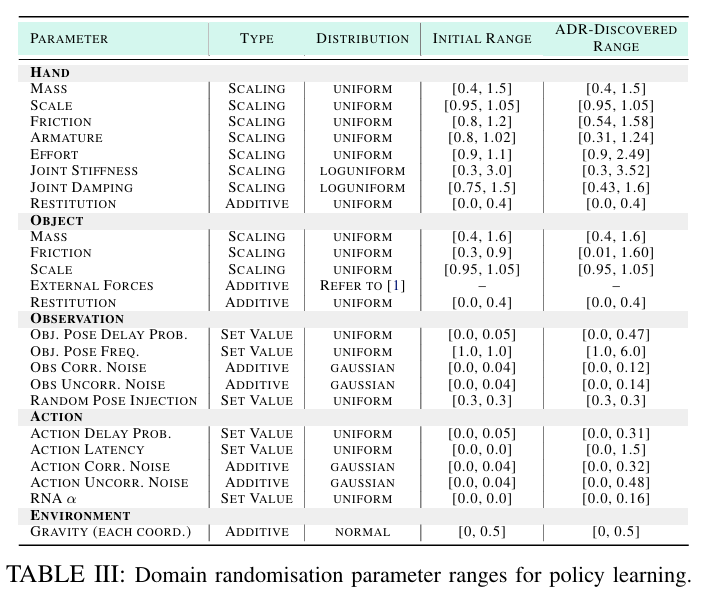 PARAMETER TYPE DISTRIBUTION INITIAL RANGE ADR-DISCOVERED RANGE
HAND
MASS SCALING UNIFORM [0.4, 1.5] [0.4, 1.5]
SCALE SCALING UNIFORM [0.95, 1.05] [0.95, 1.05]
FRICTION SCALING UNIFORM [0.8, 1.2] [0.54, 1.58]
ARMATURE SCALING UNIFORM [0.8, 1.02] [0.31, 1.24]
EFFORT SCALING UNIFORM [0.9, 1.1] [0.9, 2.49]
JOINT STIFFNESS SCALING LOGUNIFORM [0.3, 3.0] [0.3, 3.52]
JOINT DAMPING SCALING LOGUNIFORM [0.75, 1.5] [0.43, 1.6]
RESTITUTION ADDITIVE UNIFORM [0.0, 0.4] [0.0, 0.4]
OBJECT
MASS SCALING UNIFORM [0.4, 1.6] [0.4, 1.6]
FRICTION SCALING UNIFORM [0.3, 0.9] [0.01, 1.60]
SCALE SCALING UNIFORM [0.95, 1.05] [0.95, 1.05]
EXTERNAL FORCES ADDITIVE REFER TO [1] – –
RESTITUTION ADDITIVE UNIFORM [0.0, 0.4] [0.0, 0.4]
OBSERVATION
OBJ. POSE DELAY PROB. SET VALUE UNIFORM [0.0, 0.05] [0.0, 0.47]
OBJ. POSE FREQ. SET VALUE UNIFORM [1.0, 1.0] [1.0, 6.0]
OBS CORR. NOISE ADDITIVE GAUSSIAN [0.0, 0.04] [0.0, 0.12]
OBS UNCORR. NOISE ADDITIVE GAUSSIAN [0.0, 0.04] [0.0, 0.14]
RANDOM POSE INJECTION SET VALUE UNIFORM [0.3, 0.3] [0.3, 0.3]
ACTION
ACTION DELAY PROB. SET VALUE UNIFORM [0.0, 0.05] [0.0, 0.31]
ACTION LATENCY SET VALUE UNIFORM [0.0, 0.0] [0.0, 1.5]
ACTION CORR. NOISE ADDITIVE GAUSSIAN [0.0, 0.04] [0.0, 0.32]
ACTION UNCORR. NOISE ADDITIVE GAUSSIAN [0.0, 0.04] [0.0, 0.48]
RNA α SET VALUE UNIFORM [0.0, 0.0] [0.0, 0.16]
ENVIRONMENT
GRAVITY (EACH COORD.) ADDITIVE NORMAL [0, 0.5] [0, 0.5]
TABLE III: Domain randomisation parameter ranges for policy learning.